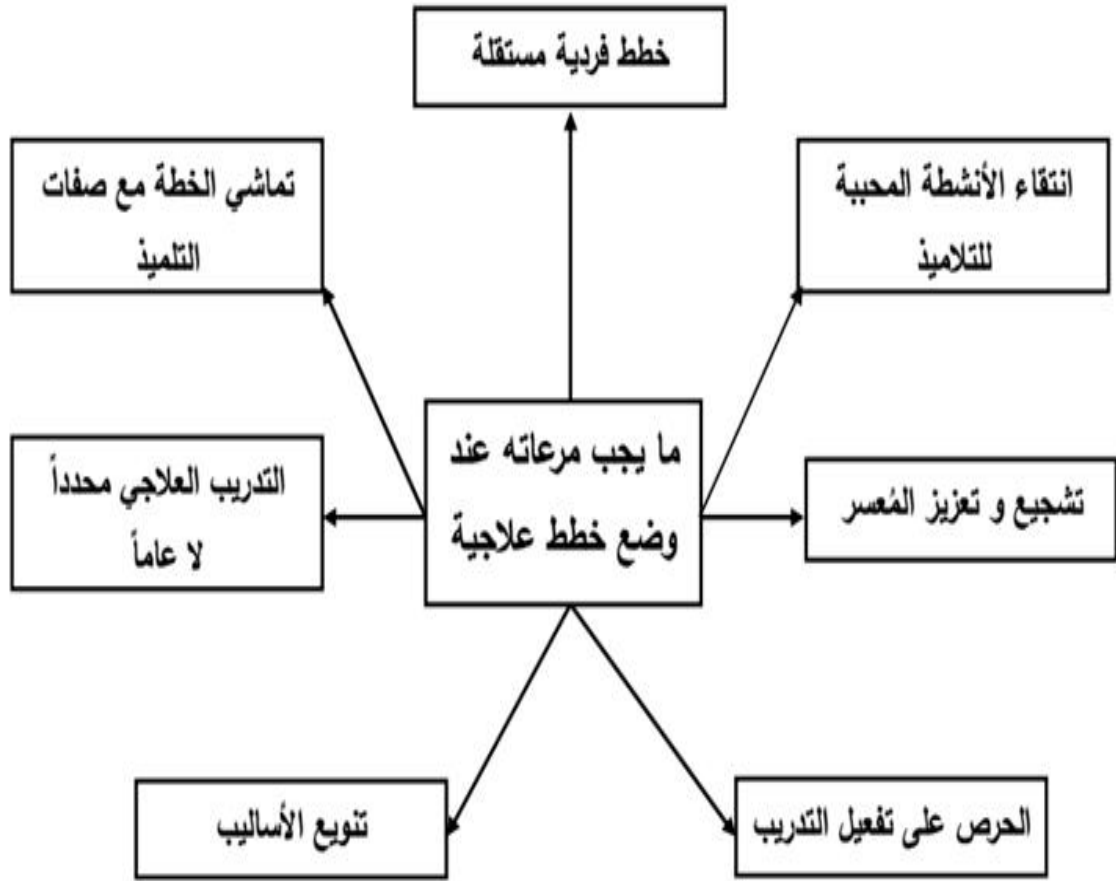 خطط فردية مستقلة
انتقاء الأنشطة المحببة
للتلاميذ
تماشي الخطة مع صفات
التلميذ
ما يجب مرعاته عند
وضع خطط علاجية
تشجيع و تعزيز المُعسر
التدريب العلاجي محدداً
لا عاماً
الحرص على تفعيل التدريب
تنويع الأساليب